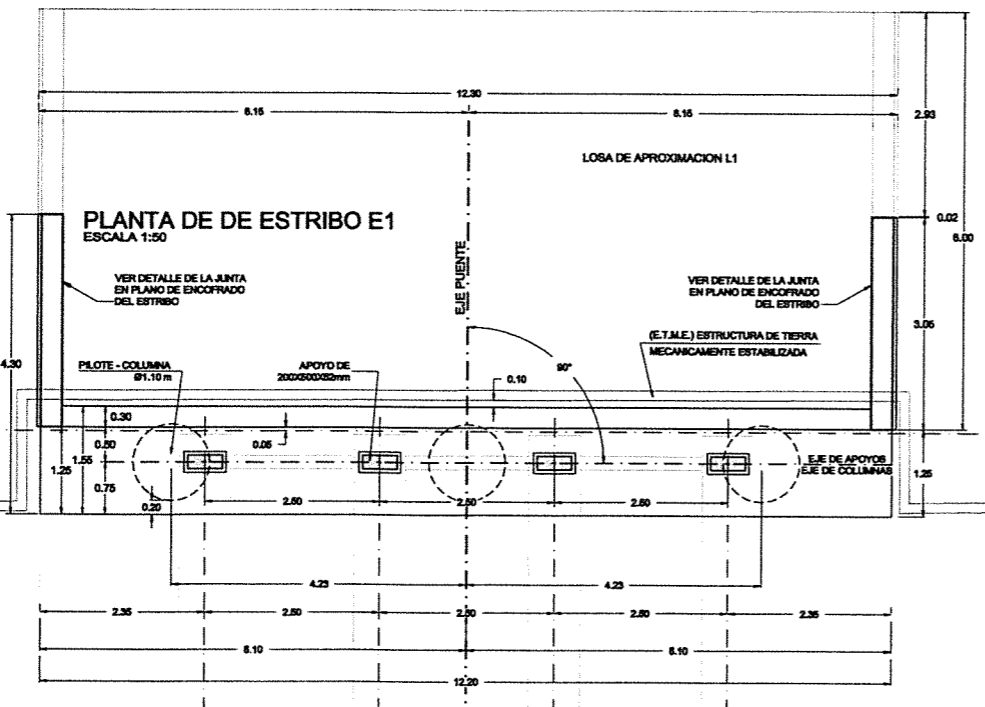 12.30
6.15
6.15
2.93
LOSA DE APROXIMACION L1
PLANTA DE DE ESTRIBO E1
ESCALA 1:50
0.02
6.00
EJE PUENTE
VER DETALLE DE LA JUNTA
EN PLANO DE ENCOFRADO
DEL ESTRIBO
VER DETALLE DE LA JUNTA
EN PLANO DE ENCOFRADO
DEL ESTRIBO
3.05
(E.T.M.E.) ESTRUCTURA DE TIERRA
MECANICAMENTE ESTABILIZADA
4.30
PILOTE - COLUMNA
Ø1.10 m
APOYO DE
200X500X52mm
90°
0.10
0.30
0.05
0.50
1.25
1.55
0.75
0.20
EJE DE APOYOS
EJE DE COLUMNAS
1.25
2.50
2.50
2.50
4.23
4.23
2.35
2.50
2.50
2.50
2.35
6.10
6.10
12.20